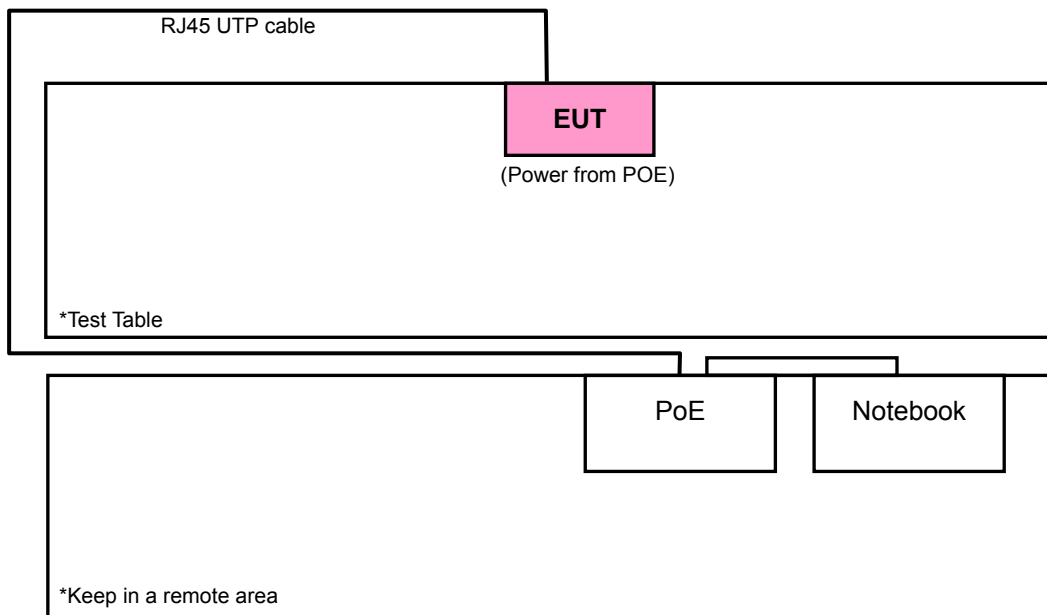 RJ45 UTP cable
EUT
(Power from POE)
*Test Table
PoE
Notebook
*Keep in a remote area